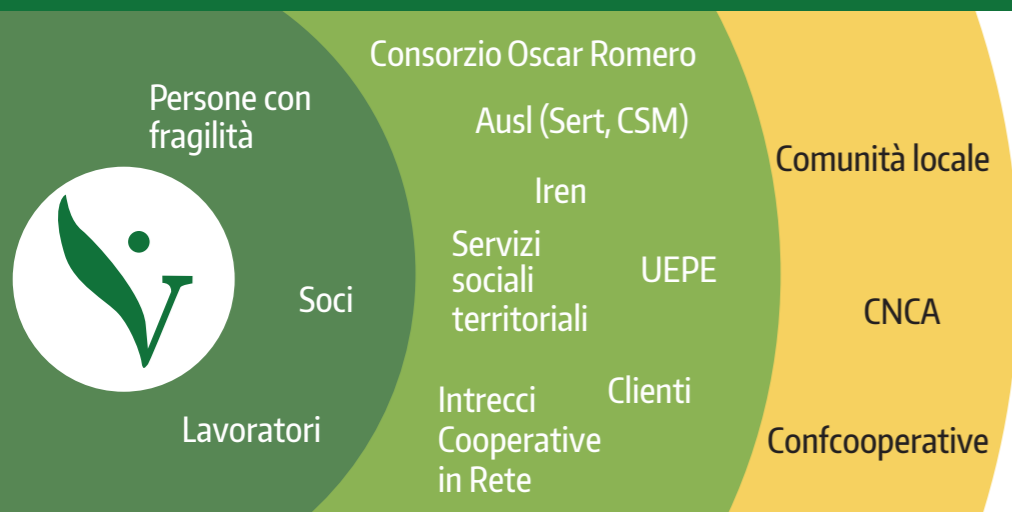 Persone con
fragilità
Soci
Lavoratori
Consorzio Oscar Romero
Ausl (Sert, CSM)
Iren
Servizi
sociali
territoriali
UEPE
Clienti
Intrecci
Cooperative
in Rete
Comunità locale
CNCA
Confcooperative